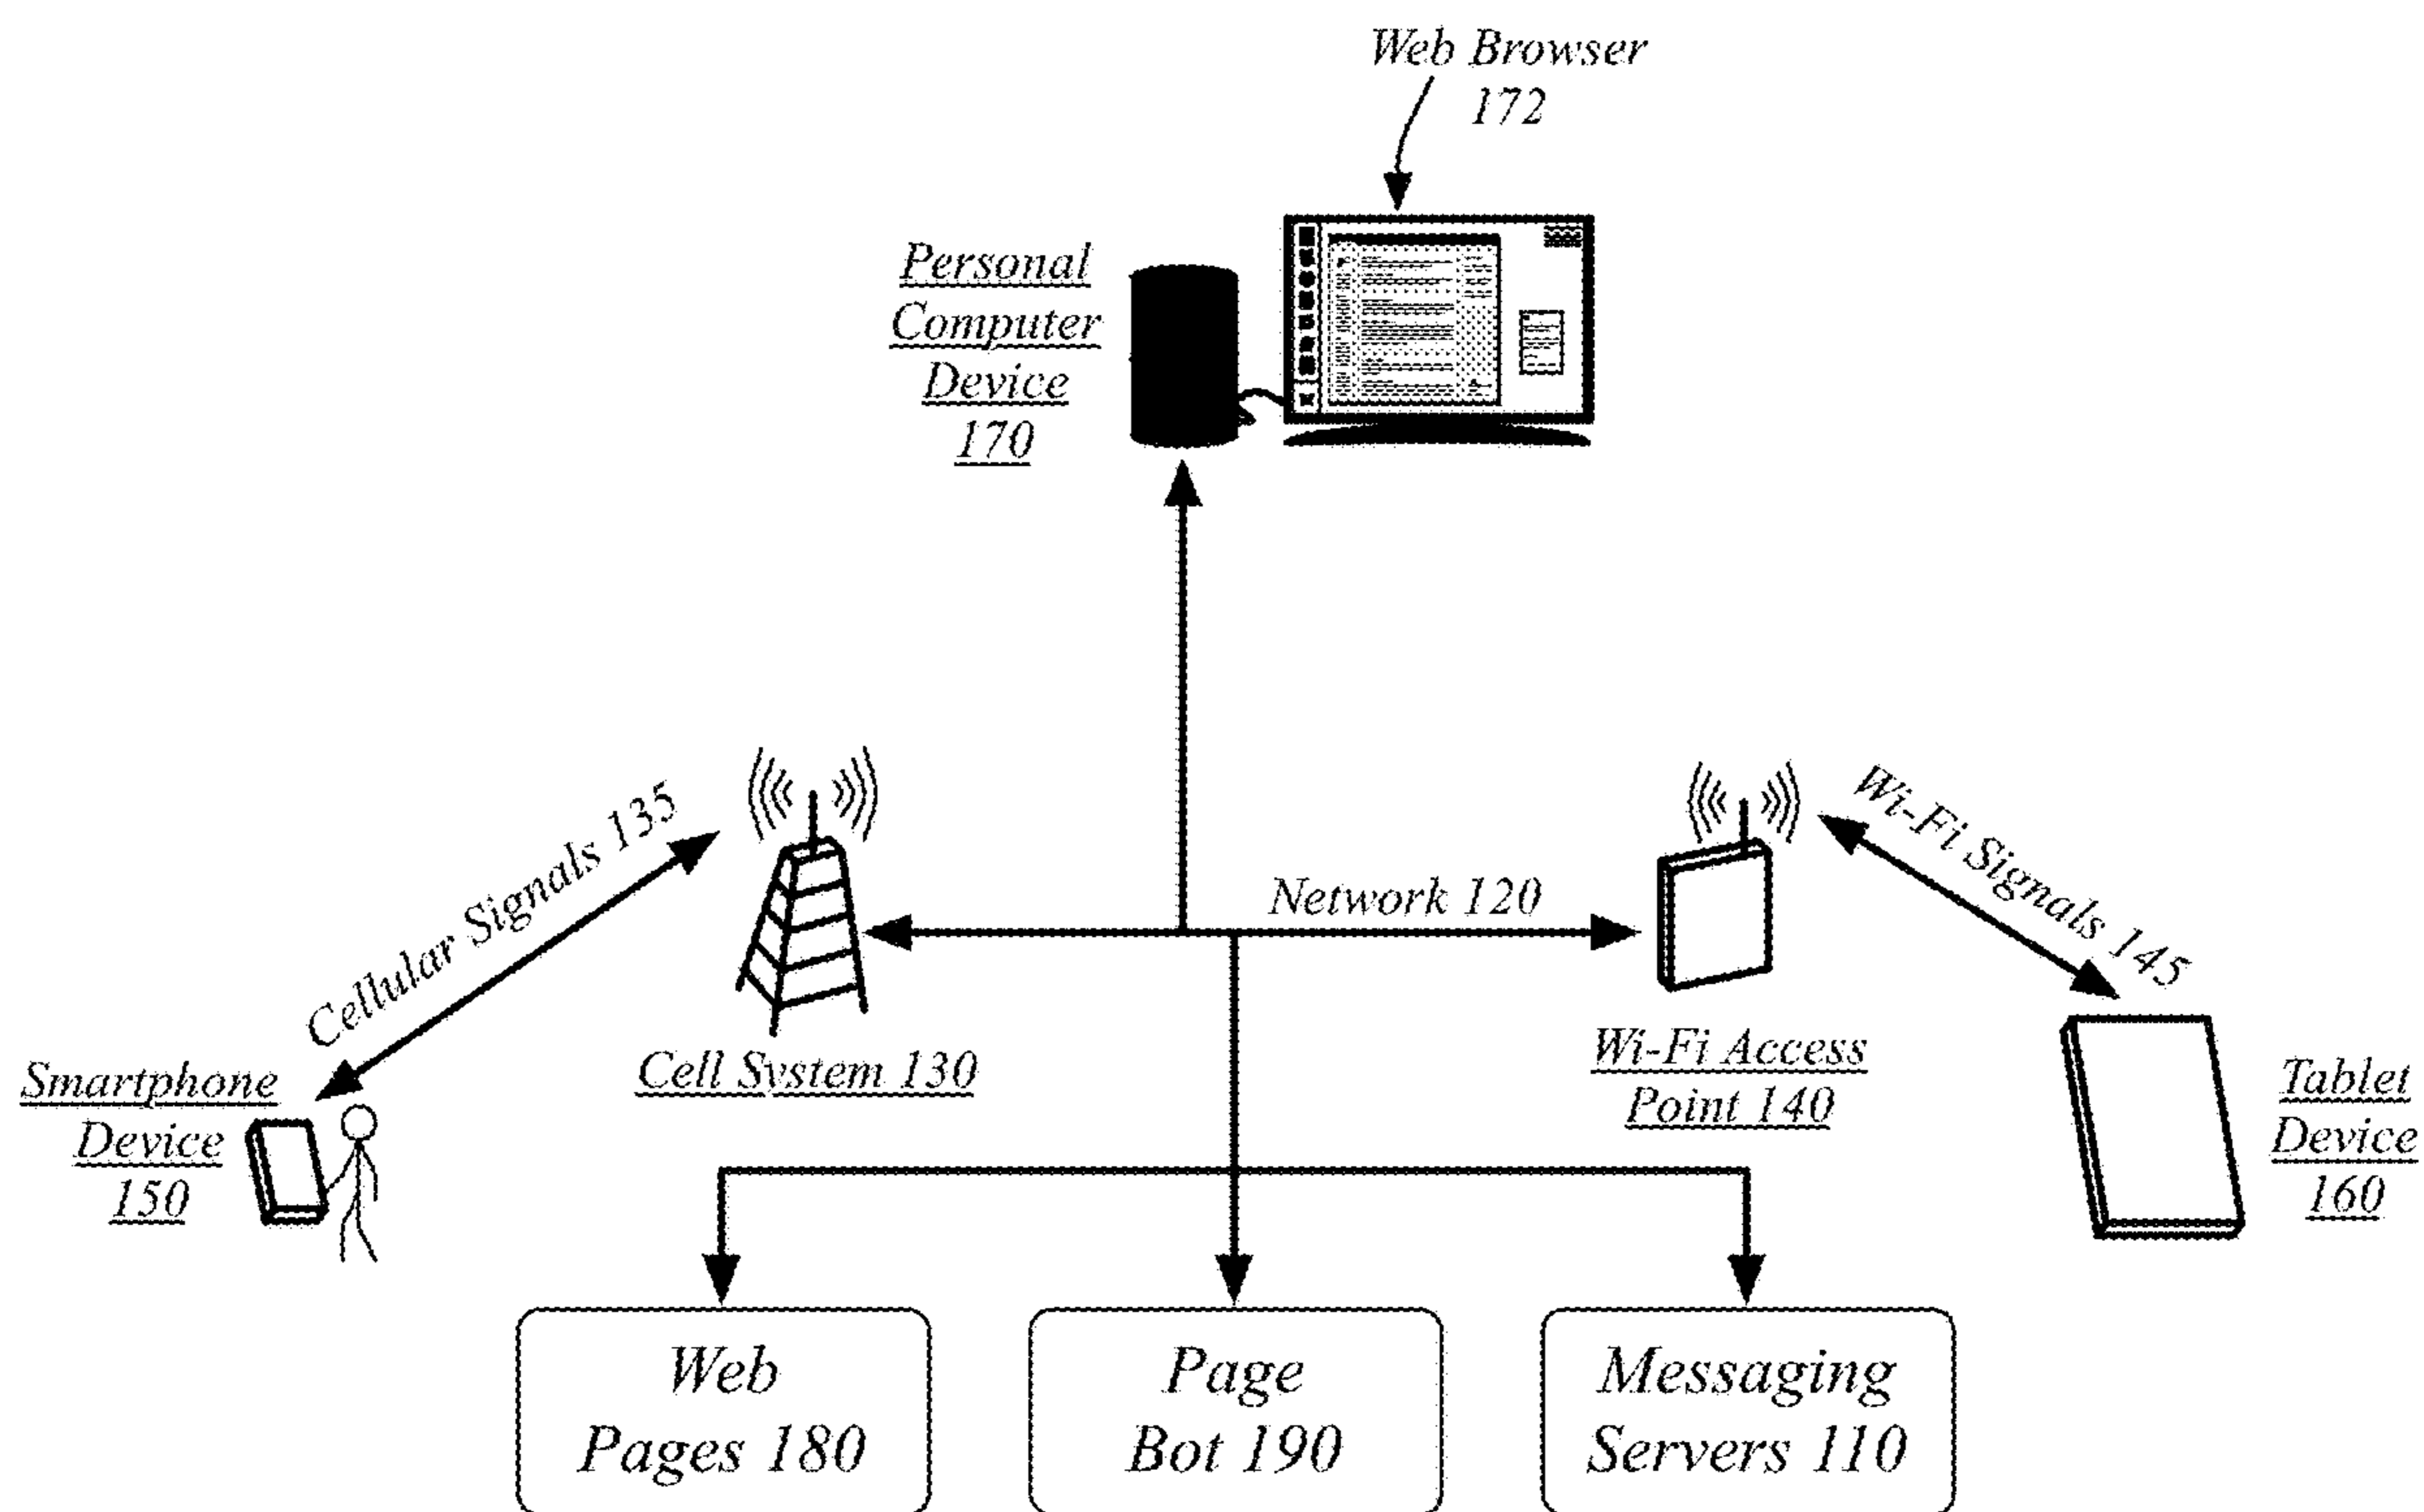 Web Browser
172
Personal
Computer
Device
170
Cellular Signals 135
Wi-Fi Signals 145
Network 120
Smartphone
Device
150
Cell System 130
Wi-Fi Access
Point 140
Tablet
Device
160
Web
Pages 180
Page
Bot 190
Messaging
Servers 110